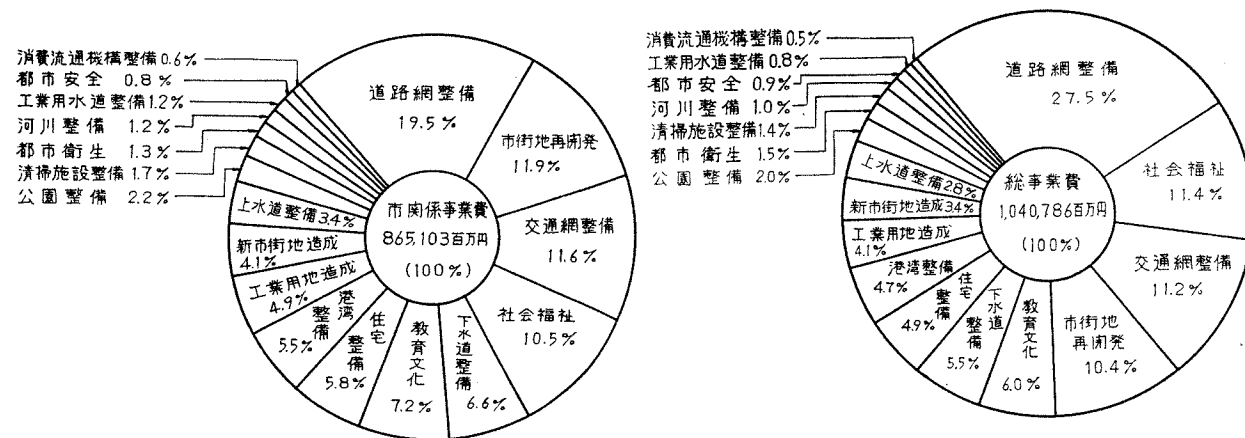 消費流通機構整備0.6%
都市安全 0.8%
工業用水道整備1.2%
河川整備 1.2%
都市衛生 1.3%
清掃施設整備1.7%
公園整備 2.2%
上水道整備3.4%
新市街地造成
4.1%
工業用地造成
4.9%
港湾
整備
5.5%
住宅
整備
5.8%
教育文化
7.2%
下水道整備
6.6%
社会福祉
10.5%
交通網整備
11.6%
市街地再開発
11.9%
道路網整備
19.5%
市関係事業費
865,103百万円
(100%)
消費流通機構整備0.5%
工業用水道整備0.8%
都市安全 0.9%
河川整備 1.0%
清掃施設整備1.4%
都市衛生 1.5%
公園整備 2.0%
上水道整備2.8%
新市街地造成3.4%
工業用地造成
4.1%
港湾整備
4.7%
住宅
整備
4.9%
下水道
整備
5.5%
教育文化
6.0%
市街地
再開発
10.4%
交通網整備
11.2%
社会福祉
11.4%
道路網整備
27.5%
総事業費
1,040,786百万円
(100%)